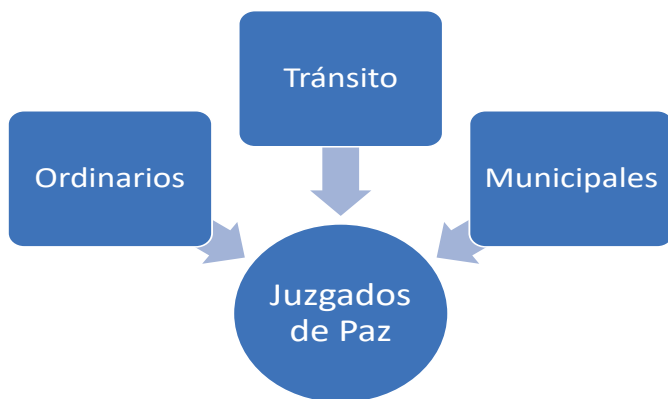 Tránsito
Ordinarios
Municipales
Juzgados
de Paz